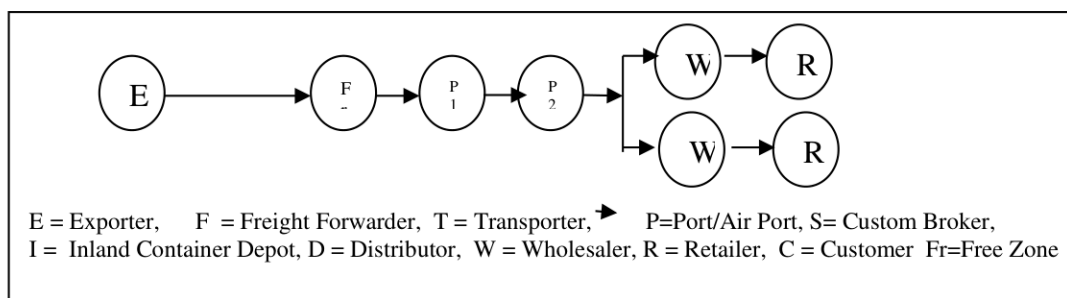 E
F
P
1
P
2
W
R
W
R
E = Exporter, F = Freight Forwarder, T = Transporter, P=Port/Air Port, S= Custom Broker,
I = Inland Container Depot, D = Distributor, W = Wholesaler, R = Retailer, C = Customer Fr=Free Zone